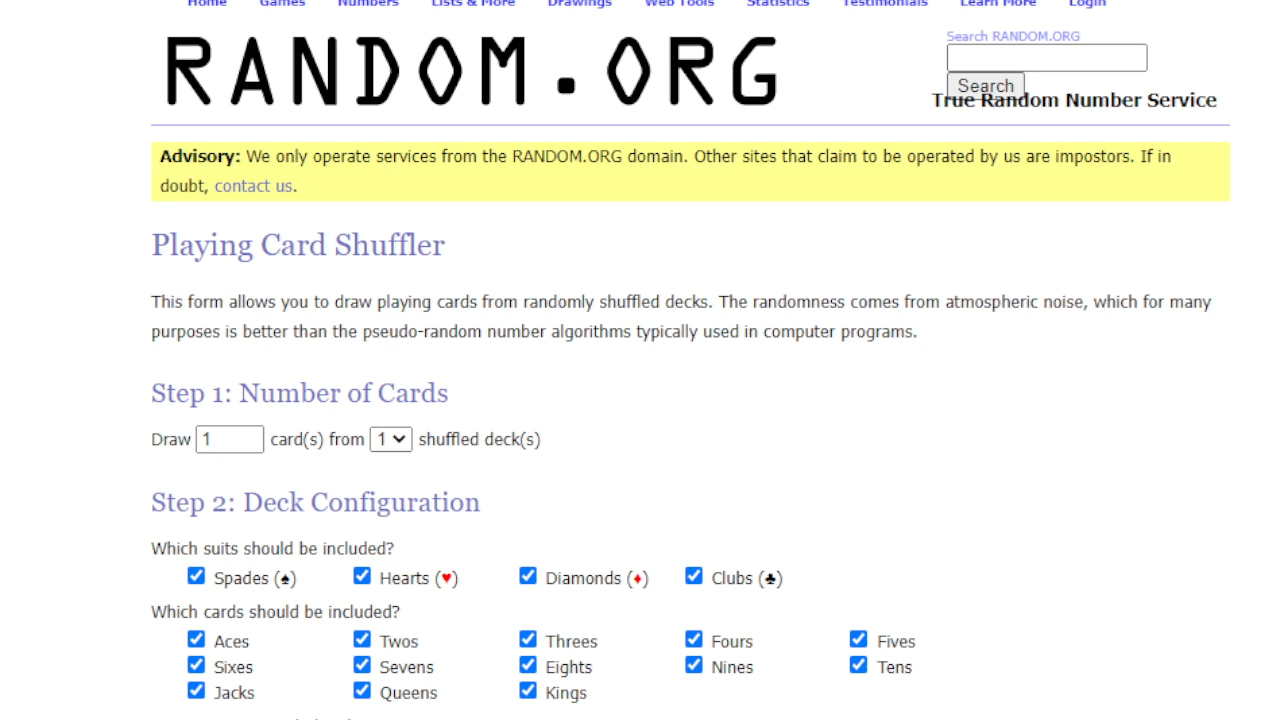 Home Games Numbers Lists & More Drawings Web Tools Statistics Testimonials Learn More Login
RANDOM.ORG
Search RANDOM.ORG
Search
True Random Number Service
Advisory: We only operate services from the RANDOM.ORG domain. Other sites that claim to be operated by us are impostors. If in
doubt, contact us.
Playing Card Shuffler
This form allows you to draw playing cards from randomly shuffled decks. The randomness comes from atmospheric noise, which for many
purposes is better than the pseudo-random number algorithms typically used in computer programs.
Step 1: Number of Cards
Draw 1 card(s) from 1 shuffled deck(s)
Step 2: Deck Configuration
Which suits should be included?
Spades (♠) Hearts (♥) Diamonds (♦) Clubs (♣)
Which cards should be included?
Aces Twos Threes Fours Fives
Sixes Sevens Eights Nines Tens
Jacks Queens Kings